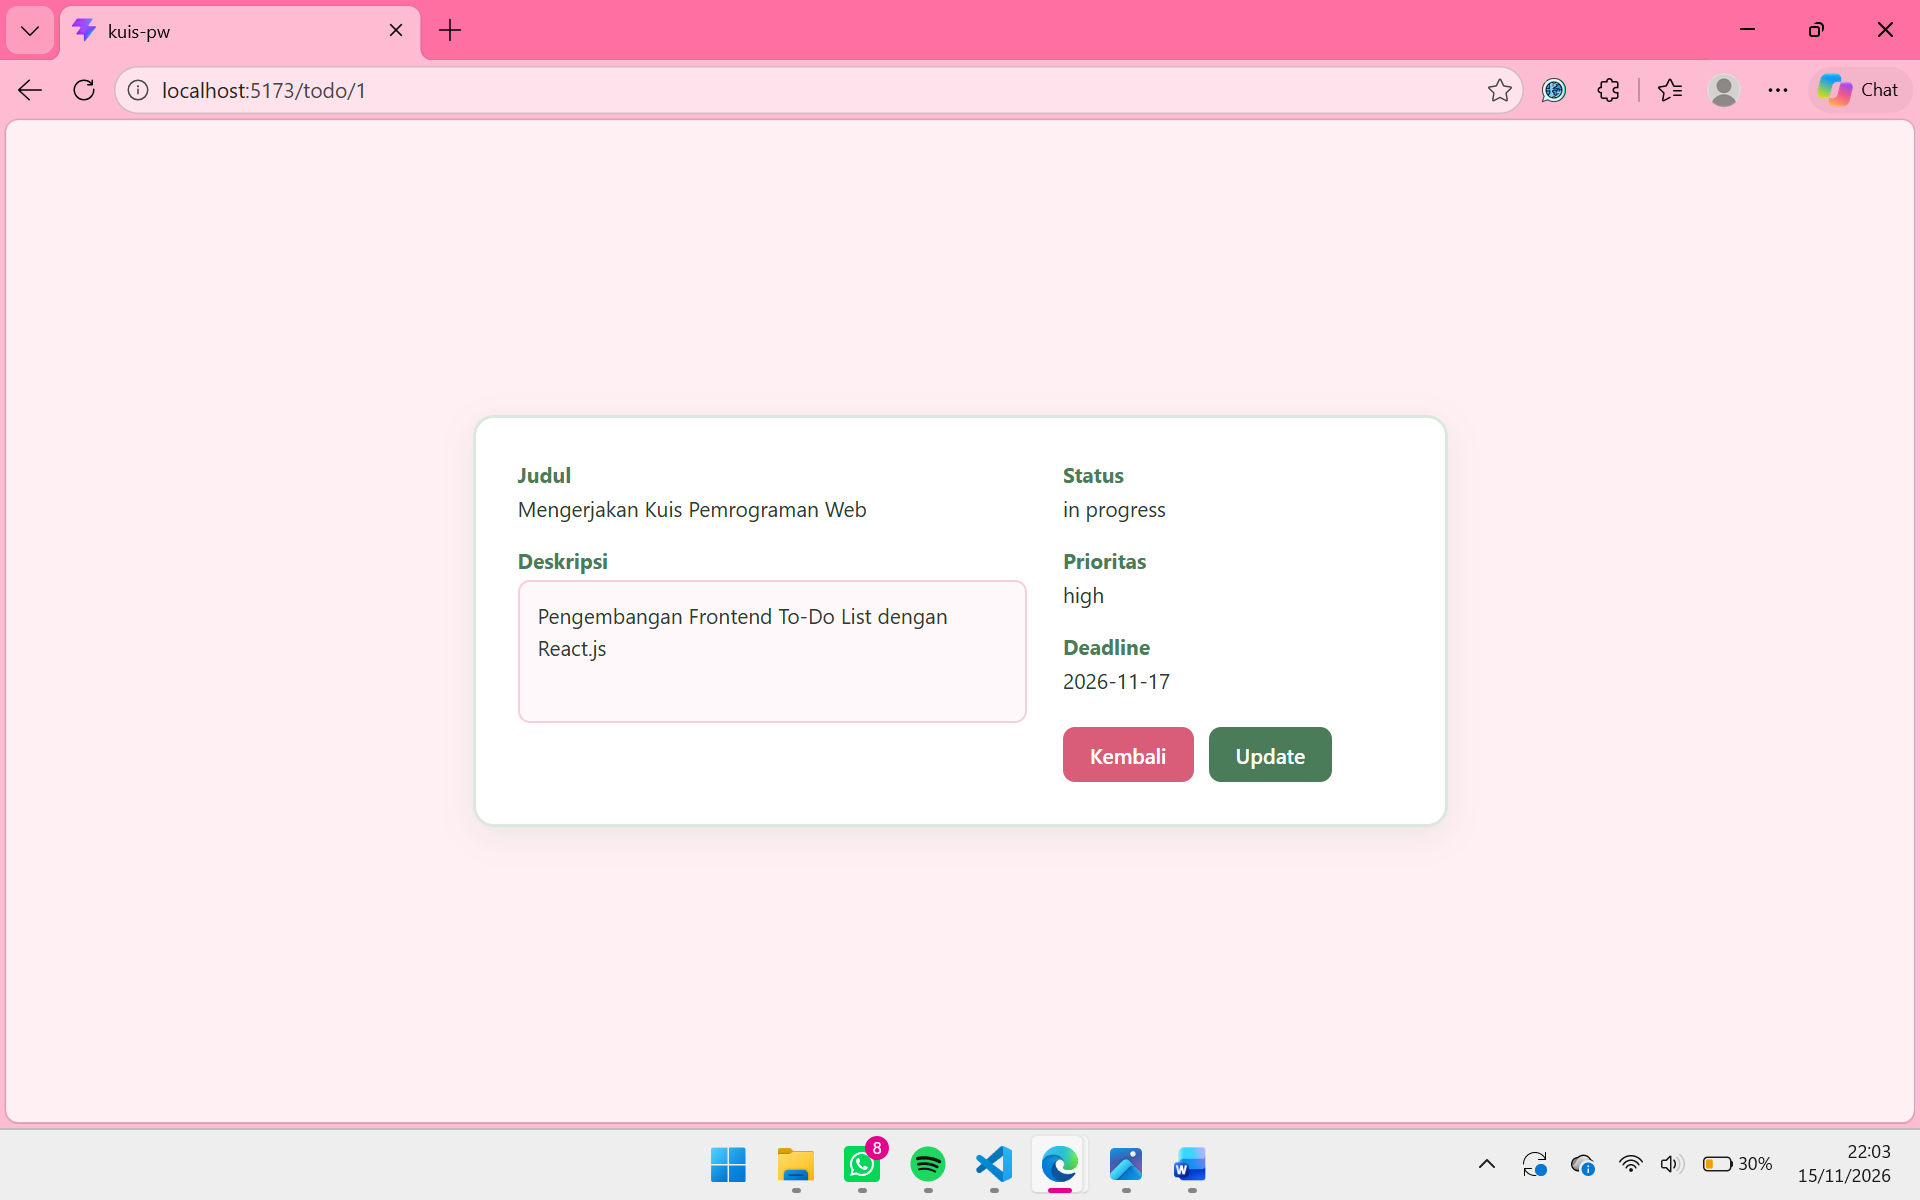 kuis-pw
localhost:5173/todo/1
Chat
Judul
Mengerjakan Kuis Pemrograman Web
Deskripsi
Pengembangan Frontend To-Do List dengan
React.js
Status
in progress
Prioritas
high
Deadline
2026-11-17
Kembali
Update
8
W
30%
22:03
15/11/2026